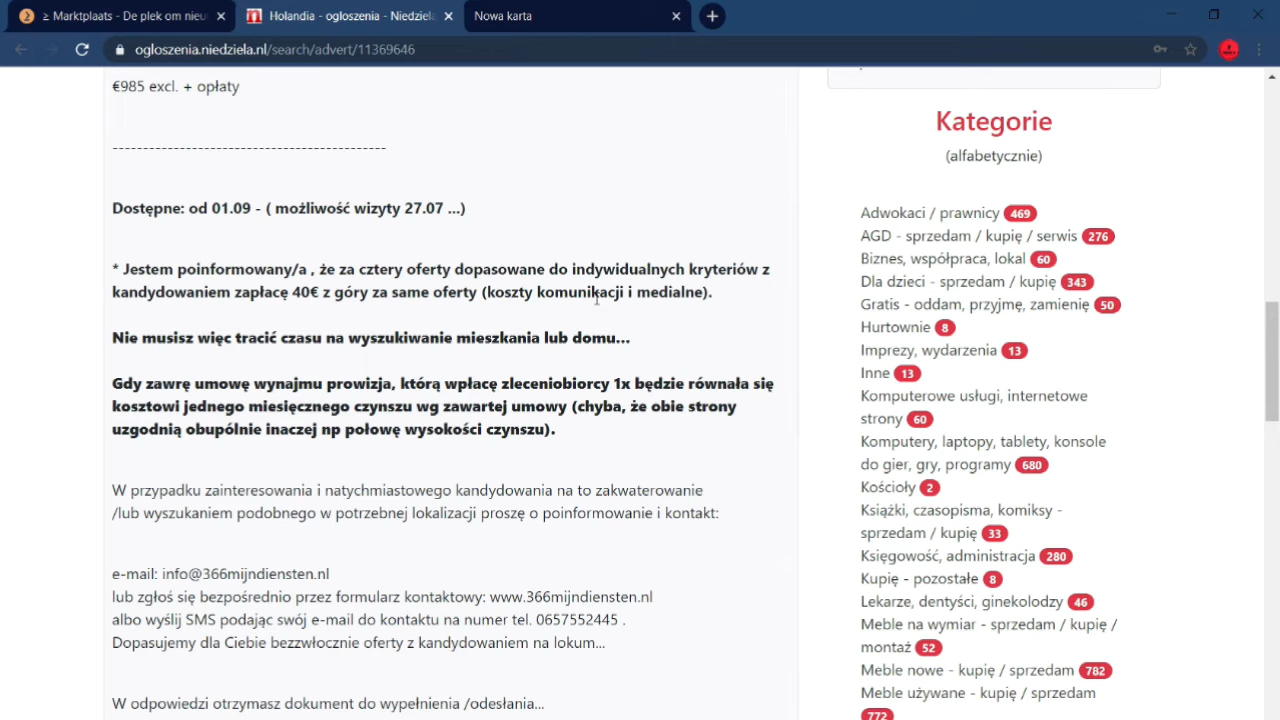 ≥ Marktplaats - De plek om nieu
Holandia - ogloszenia - Niedziela
Nowa karta
ogloszenia.niedziela.nl/search/advert/11369646
€985 excl. + opłaty
---------------------------------------------
Dostępne: od 01.09 - ( możliwość wizyty 27.07 ...)
* Jestem poinformowany/a , że za cztery oferty dopasowane do indywidualnych kryteriów z
kandydowaniem zapłacę 40€ z góry za same oferty (koszty komunikacji i medialne).
Nie musisz więc tracić czasu na wyszukiwanie mieszkania lub domu...
Gdy zawrę umowę wynajmu prowizja, którą wpłacę zleceniobiorcy 1x będzie równała się
kosztowi jednego miesięcznego czynszu wg zawartej umowy (chyba, że obie strony
uzgodnią obupólnie inaczej np połowę wysokości czynszu).
W przypadku zainteresowania i natychmiastowego kandydowania na to zakwaterowanie
/lub wyszukaniem podobnego w potrzebnej lokalizacji proszę o poinformowanie i kontakt:
e-mail: info@366mijndiensten.nl
lub zgłoś się bezpośrednio przez formularz kontaktowy: www.366mijndiensten.nl
albo wyślij SMS podając swój e-mail do kontaktu na numer tel. 0657552445 .
Dopasujemy dla Ciebie bezzwłocznie oferty z kandydowaniem na lokum...
W odpowiedzi otrzymasz dokument do wypełnienia /odesłania...
Kategorie
(alfabetycznie)
Adwokaci / prawnicy 469
AGD - sprzedam / kupię / serwis 276
Biznes, współpraca, lokal 60
Dla dzieci - sprzedam / kupię 343
Gratis - oddam, przyjmę, zamienię 50
Hurtownie 8
Imprezy, wydarzenia 13
Inne 13
Komputerowe usługi, internetowe
strony 60
Komputery, laptopy, tablety, konsole
do gier, gry, programy 680
Kościoły 2
Książki, czasopisma, komiksy -
sprzedam / kupię 33
Księgowość, administracja 280
Kupię - pozostałe 8
Lekarze, dentyści, ginekolodzy 46
Meble na wymiar - sprzedam / kupię /
montaż 52
Meble nowe - kupię / sprzedam 782
Meble używane - kupię / sprzedam
772